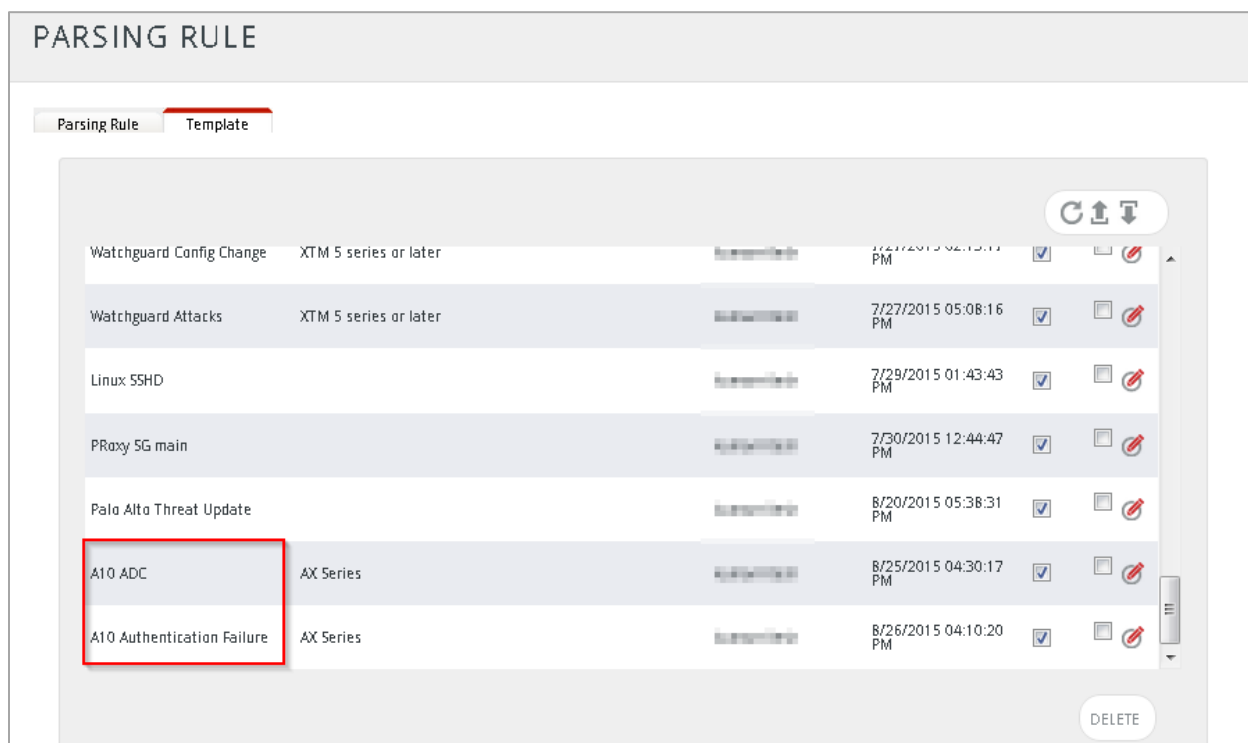 PARSING RULE
Parsing Rule Template
Watchguard Config Change XTM 5 series or later
PM
Watchguard Attacks XTM 5 series or later 7/27/2015 05:08:16
PM
Linux SSHD 7/29/2015 01:43:43
PM
PRoxy SG main 7/30/2015 12:44:47
PM
Palo Alto Threat Update 8/20/2015 05:38:31
PM
A10 ADC AX Series 8/25/2015 04:30:17
PM
A10 Authentication Failure AX Series 8/26/2015 04:10:20
PM
DELETE